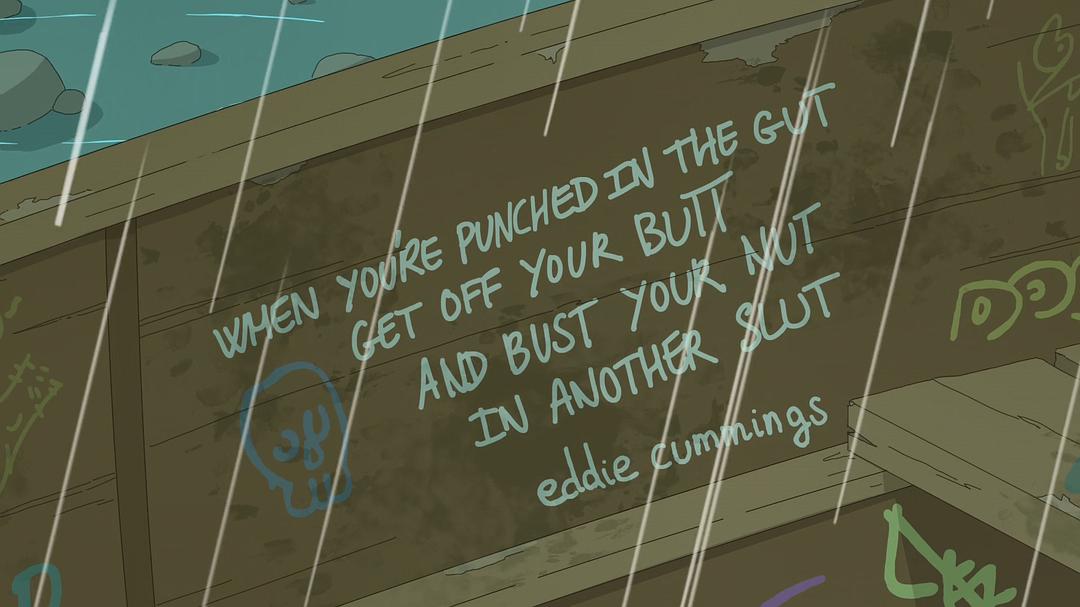 WHEN YOU'RE PUNCHED IN THE GUT
GET OFF YOUR BUTT
AND BUST YOUR NUT
IN ANOTHER SLUT
eddie cummings